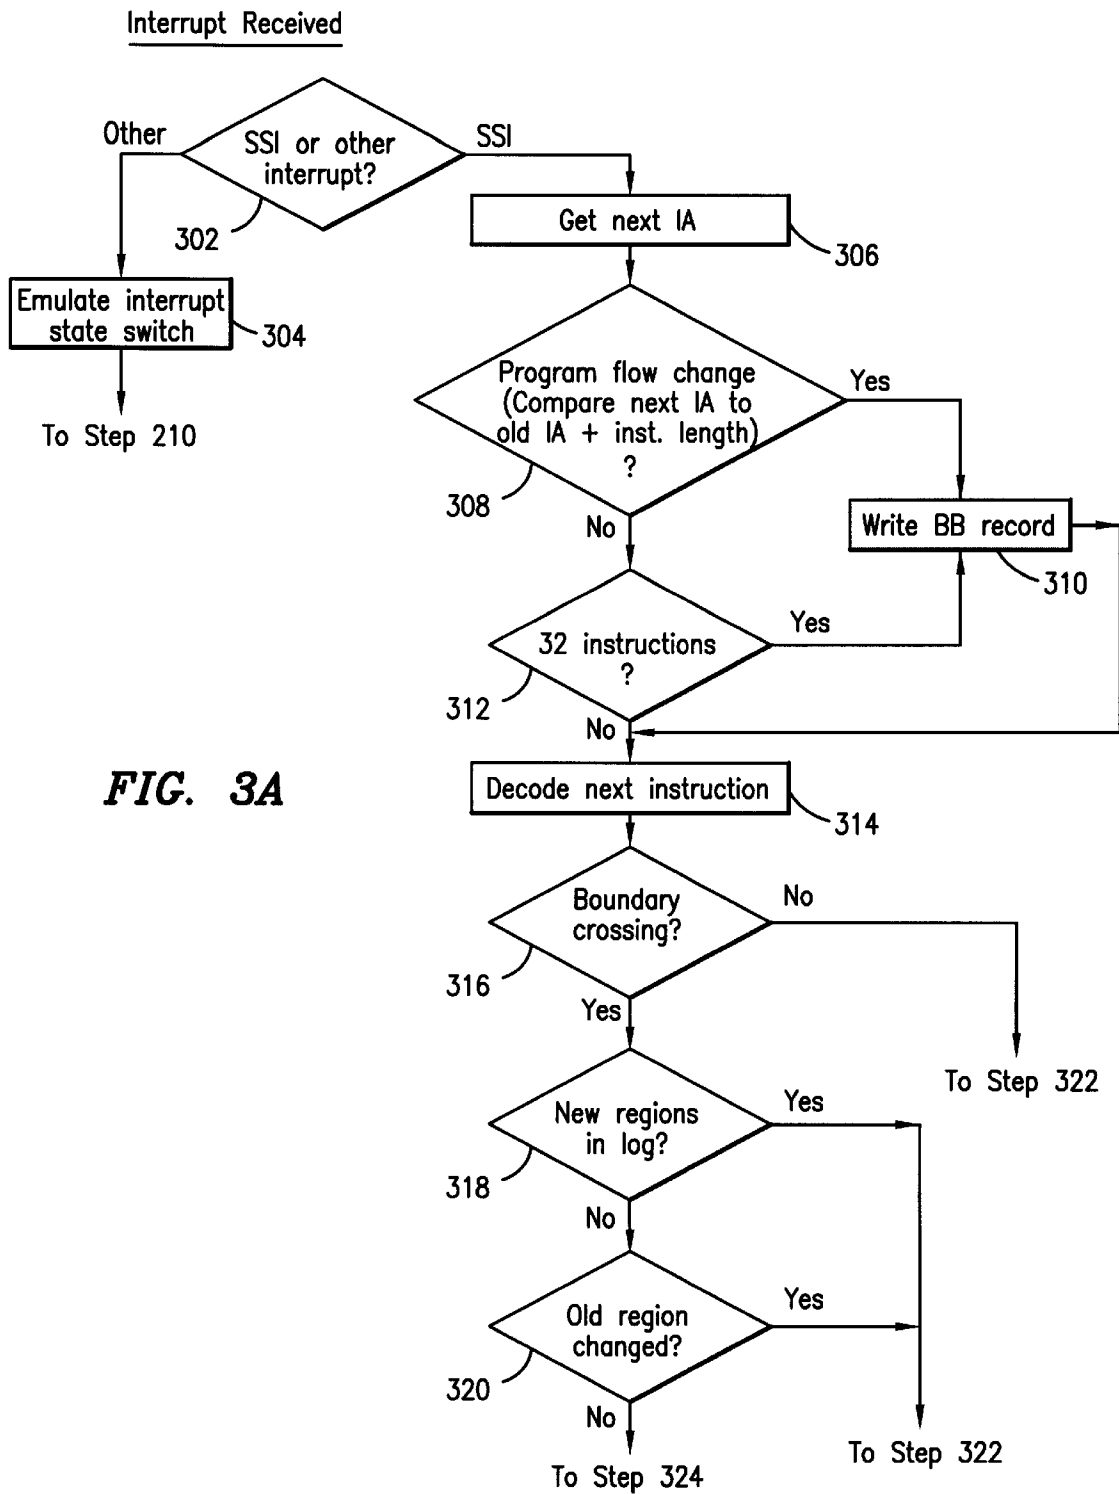 Interrupt Received
Other
SSI or other
interrupt?
SSI
302
Get next IA
306
Emulate interrupt
state switch
304
To Step 210
Program flow change
(Compare next IA to
old IA + inst. length)
?
Yes
308
No
Write BB record
310
32 instructions
?
Yes
312
No
FIG. 3A
Decode next instruction
314
Boundary
crossing?
No
316
Yes
To Step 322
New regions
in log?
Yes
318
No
Old region
changed?
Yes
320
No
To Step 322
To Step 324